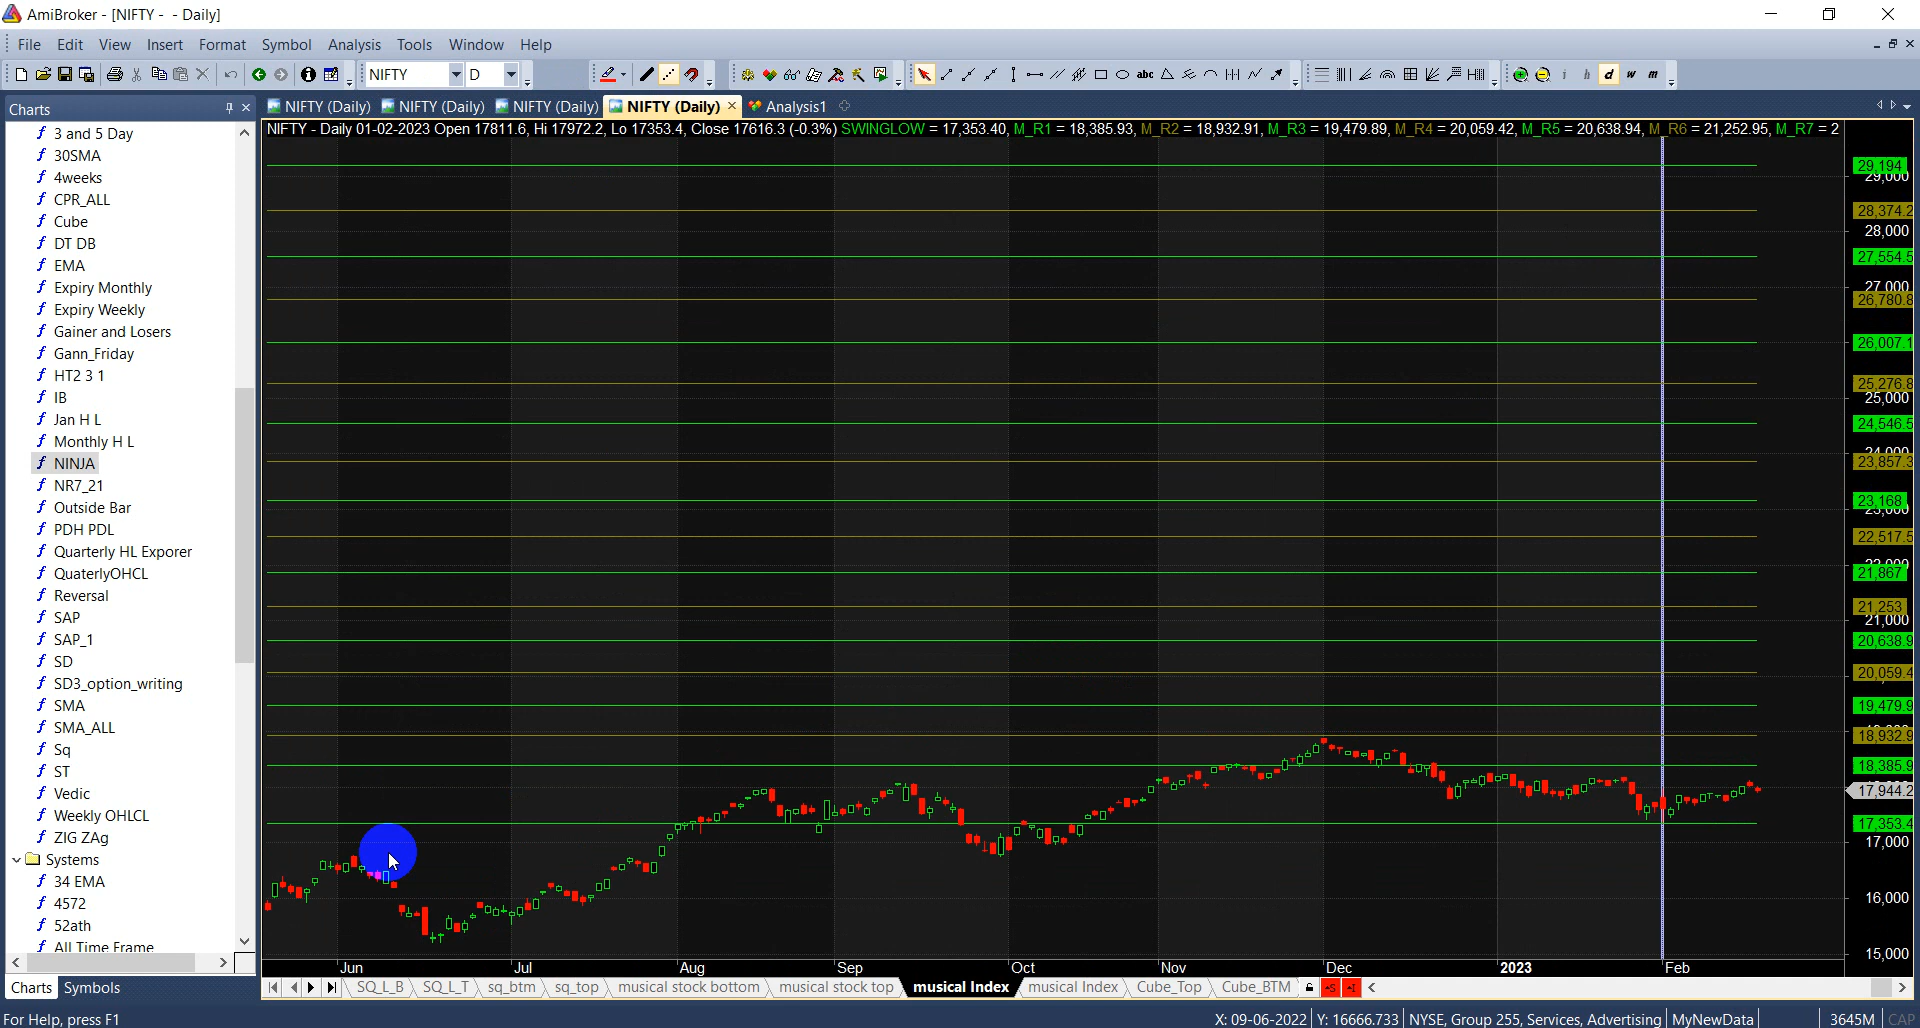 AmiBroker - [NIFTY - - Daily]
File Edit View Insert Format Symbol Analysis Tools Window Help
NIFTY D abc i h d w m
Charts
NIFTY (Daily) NIFTY (Daily) NIFTY (Daily) NIFTY (Daily) Analysis1
NIFTY - Daily 01-02-2023 Open 17811.6, Hi 17972.2, Lo 17353.4, Close 17616.3 (-0.3%) SWINGLOW = 17,353.40, M_R1 = 18,385.93, M_R2 = 18,932.91, M_R3 = 19,479.89, M_R4 = 20,059.42, M_R5 = 20,638.94, M_R6 = 21,252.95, M_R7 = 2
3 and 5 Day
30SMA
4weeks
CPR_ALL
Cube
DT DB
EMA
Expiry Monthly
Expiry Weekly
Gainer and Losers
Gann_Friday
HT2 3 1
IB
Jan H L
Monthly H L
NINJA
NR7_21
Outside Bar
PDH PDL
Quarterly HL Exporer
QuaterlyOHCL
Reversal
SAP
SAP_1
SD
SD3_option_writing
SMA
SMA_ALL
Sq
ST
Vedic
Weekly OHLCL
ZIG ZAg
Systems
34 EMA
4572
52ath
All Time Frame
29,194
29,000
28,374.2
28,000
27,554.5
27,000
26,780.8
26,007.1
25,276.8
25,000
24,546.5
24,000
23,857.3
23,168
23,000
22,517.5
22,000
21,867
21,253
21,000
20,638.9
20,059.4
19,479.9
18,932.9
18,385.9
17,944.2
17,353.4
17,000
16,000
15,000
Jun Jul Aug Sep Oct Nov Dec 2023 Feb
SQ_L_B SQ_L_T sq_btm sq_top musical stock bottom musical stock top musical Index musical Index Cube_Top Cube_BTM
Charts Symbols
For Help, press F1
X: 09-06-2022 Y: 16666.733 NYSE, Group 255, Services, Advertising MyNewData 3645M CAP